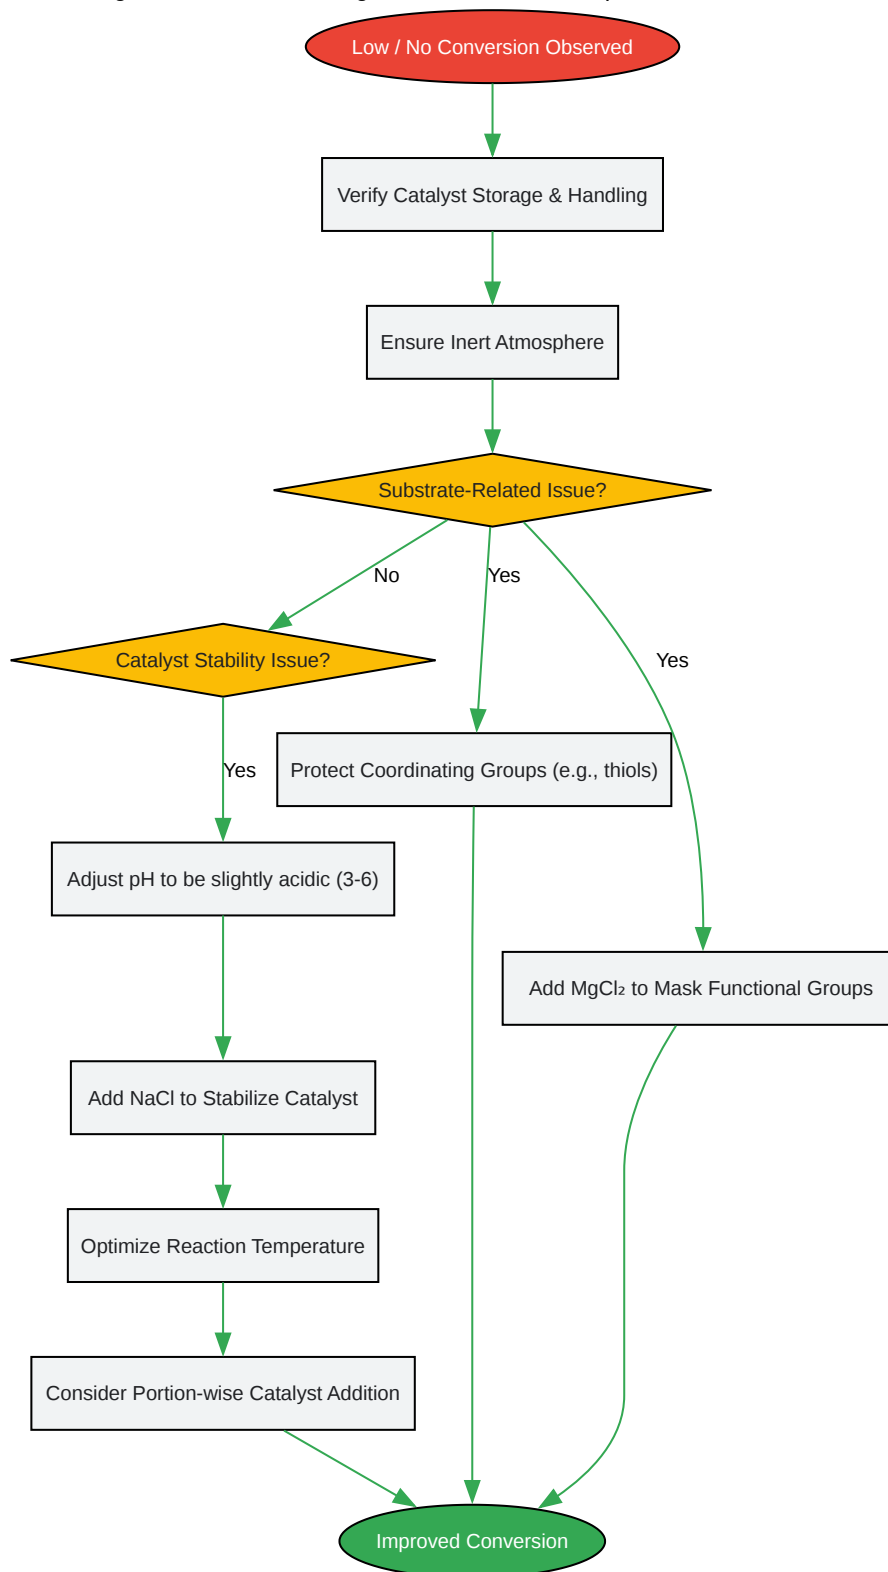 Low / No Conversion Observed
Verify Catalyst Storage & Handling
Ensure Inert Atmosphere
Substrate-Related Issue?
No
Yes
Yes
Catalyst Stability Issue?
Yes
Protect Coordinating Groups (e.g., thiols)
Adjust pH to be slightly acidic (3-6)
Add MgCl₂ to Mask Functional Groups
Add NaCl to Stabilize Catalyst
Optimize Reaction Temperature
Consider Portion-wise Catalyst Addition
Improved Conversion